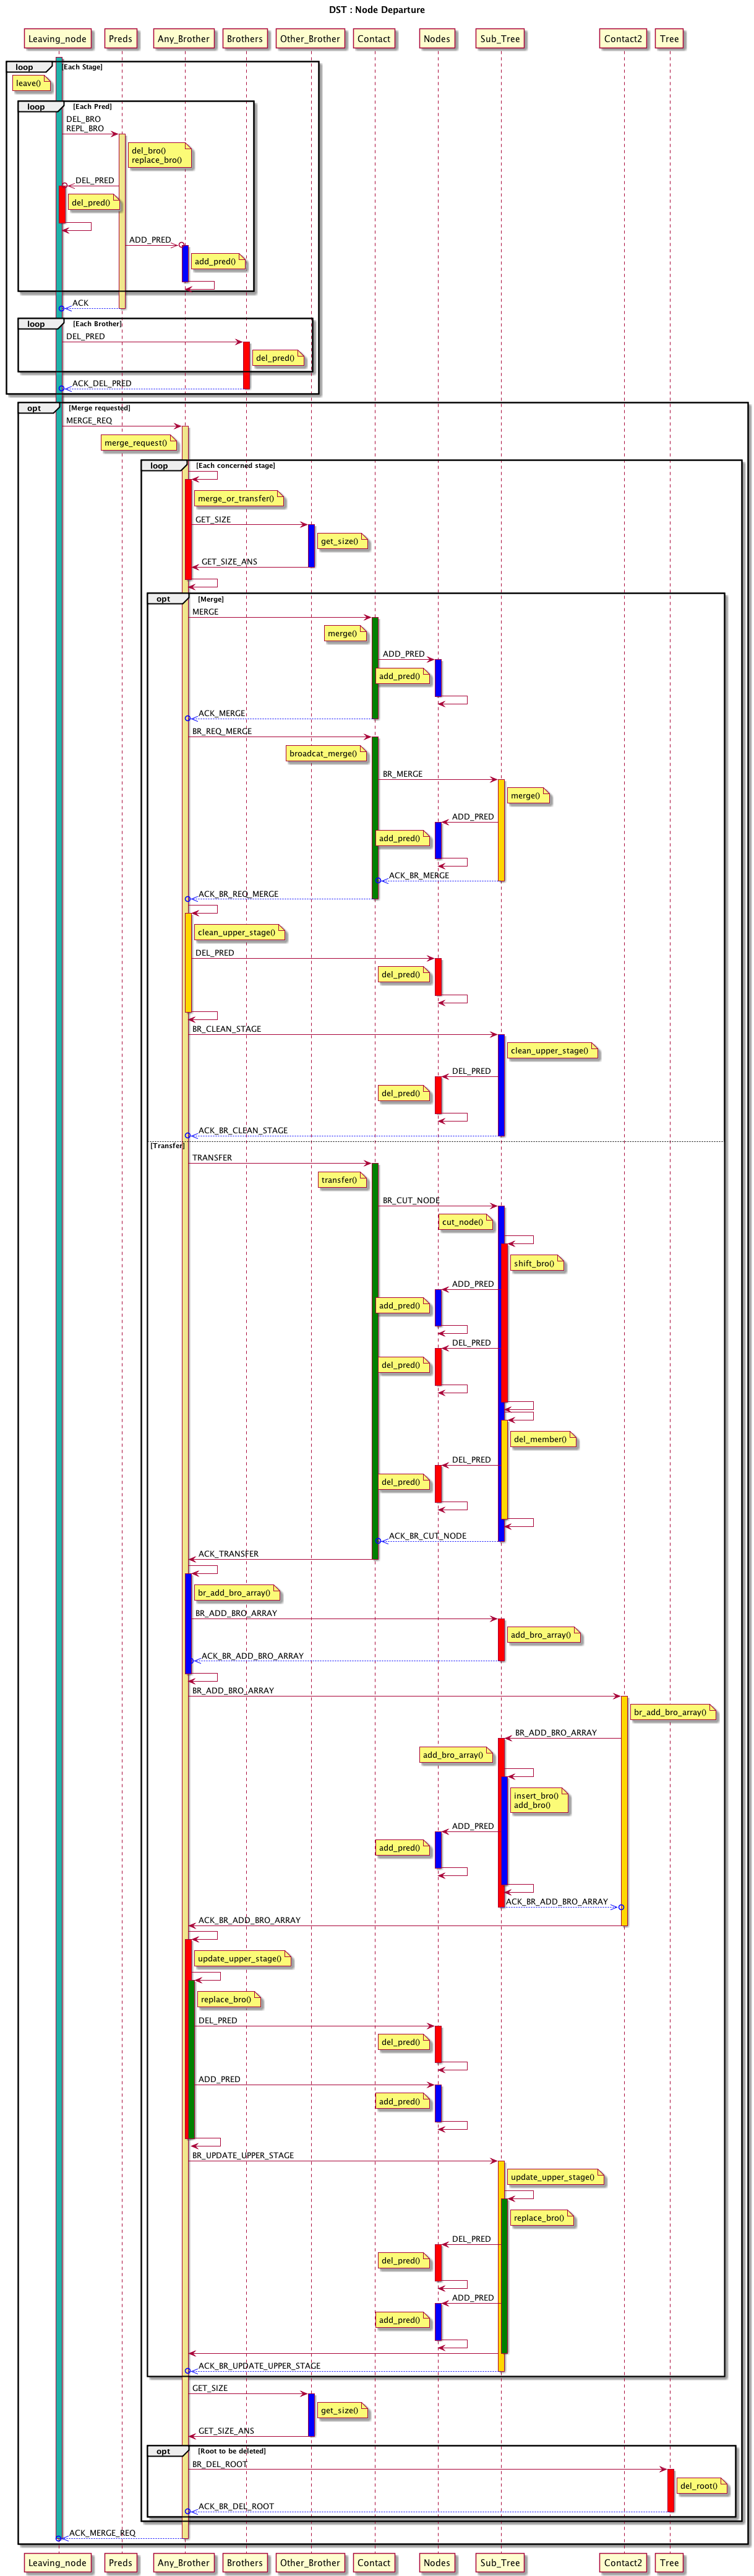 DST : Node Departure
Leaving_node
Preds
Any_Brother
Brothers
Other_Brother
Contact
Nodes
Sub_Tree
Contact2
Tree
loop [Each Stage]
leave()
loop [Each Pred]
DEL_BRO
REPL_BRO
del_bro()
replace_bro()
DEL_PRED
del_pred()
ADD_PRED
add_pred()
ACK
loop [Each Brother]
DEL_PRED
del_pred()
ACK_DEL_PRED
opt [Merge requested]
MERGE_REQ
merge_request()
loop [Each concerned stage]
merge_or_transfer()
GET_SIZE
get_size()
GET_SIZE_ANS
opt [Merge]
MERGE
merge()
ADD_PRED
add_pred()
ACK_MERGE
BR_REQ_MERGE
broadcat_merge()
BR_MERGE
merge()
ADD_PRED
add_pred()
ACK_BR_MERGE
ACK_BR_REQ_MERGE
clean_upper_stage()
DEL_PRED
del_pred()
BR_CLEAN_STAGE
clean_upper_stage()
DEL_PRED
del_pred()
ACK_BR_CLEAN_STAGE
[Transfer]
TRANSFER
transfer()
BR_CUT_NODE
cut_node()
shift_bro()
ADD_PRED
add_pred()
DEL_PRED
del_pred()
del_member()
DEL_PRED
del_pred()
ACK_BR_CUT_NODE
ACK_TRANSFER
br_add_bro_array()
BR_ADD_BRO_ARRAY
add_bro_array()
ACK_BR_ADD_BRO_ARRAY
BR_ADD_BRO_ARRAY
br_add_bro_array()
BR_ADD_BRO_ARRAY
add_bro_array()
insert_bro()
add_bro()
ADD_PRED
add_pred()
ACK_BR_ADD_BRO_ARRAY
ACK_BR_ADD_BRO_ARRAY
update_upper_stage()
replace_bro()
DEL_PRED
del_pred()
ADD_PRED
add_pred()
BR_UPDATE_UPPER_STAGE
update_upper_stage()
replace_bro()
DEL_PRED
del_pred()
ADD_PRED
add_pred()
ACK_BR_UPDATE_UPPER_STAGE
GET_SIZE
get_size()
GET_SIZE_ANS
opt [Root to be deleted]
BR_DEL_ROOT
del_root()
ACK_BR_DEL_ROOT
ACK_MERGE_REQ
Leaving_node
Preds
Any_Brother
Brothers
Other_Brother
Contact
Nodes
Sub_Tree
Contact2
Tree